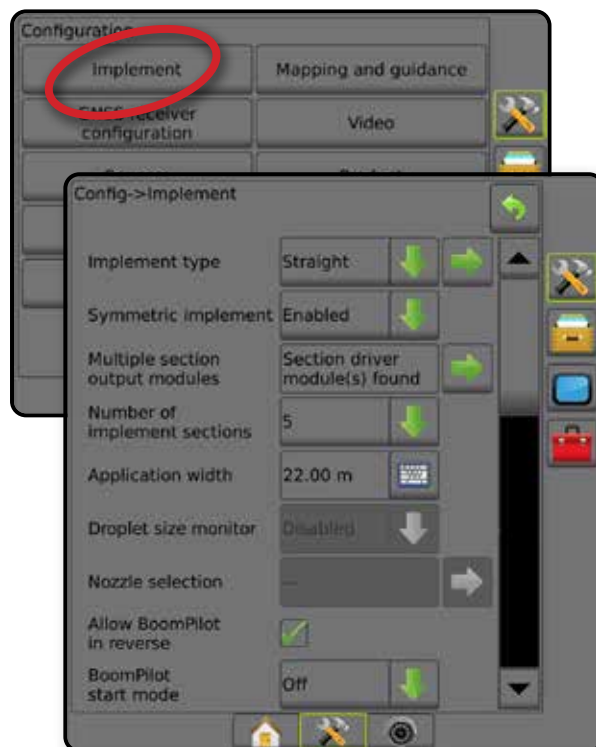 Configuration
Implement
Mapping and guidance
GNSS receiver
configuration
Video
Config->Implement
Implement type
Straight
Symmetric implement
Enabled
Multiple section
output modules
Section driver
module(s) found
Number of
implement sections
5
Application width
22.00 m
Droplet size monitor
Disabled
Nozzle selection
---
Allow BoomPilot
in reverse
BoomPilot
start mode
Off